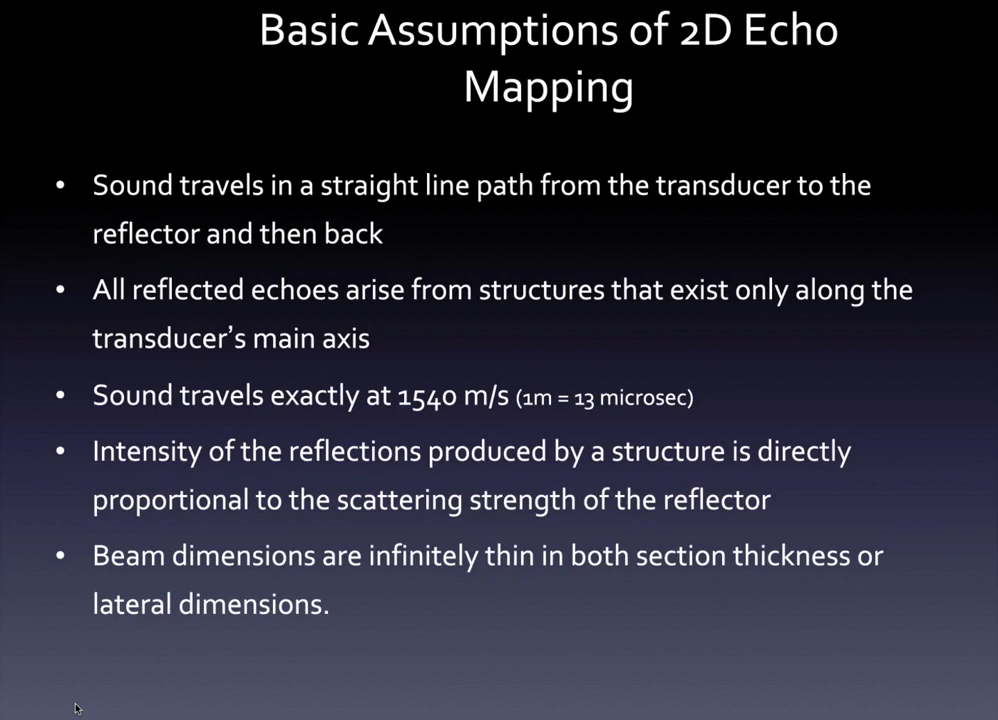 Basic Assumptions of 2D Echo
Mapping
• Sound travels in a straight line path from the transducer to the
reflector and then back
• All reflected echoes arise from structures that exist only along the
transducer’s main axis
• Sound travels exactly at 1540 m/s (1m = 13 microsec)
• Intensity of the reflections produced by a structure is directly
proportional to the scattering strength of the reflector
• Beam dimensions are infinitely thin in both section thickness or
lateral dimensions.